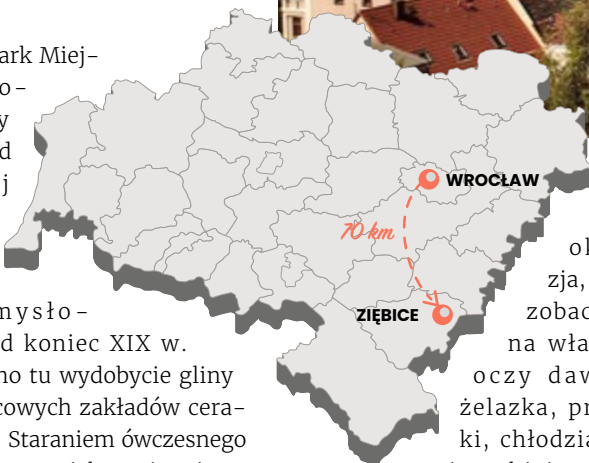 ark Miej-
o-
y
d
j
mysło-
d koniec XIX w.
no tu wydobycie gliny
cowych zakładów cera-
Staraniem ówczesnego
WROCŁAW
70 km
ZIĘBICE
ok
zja,
zobac
na wła
oczy daw
żelazka, pr
ki, chłodzia